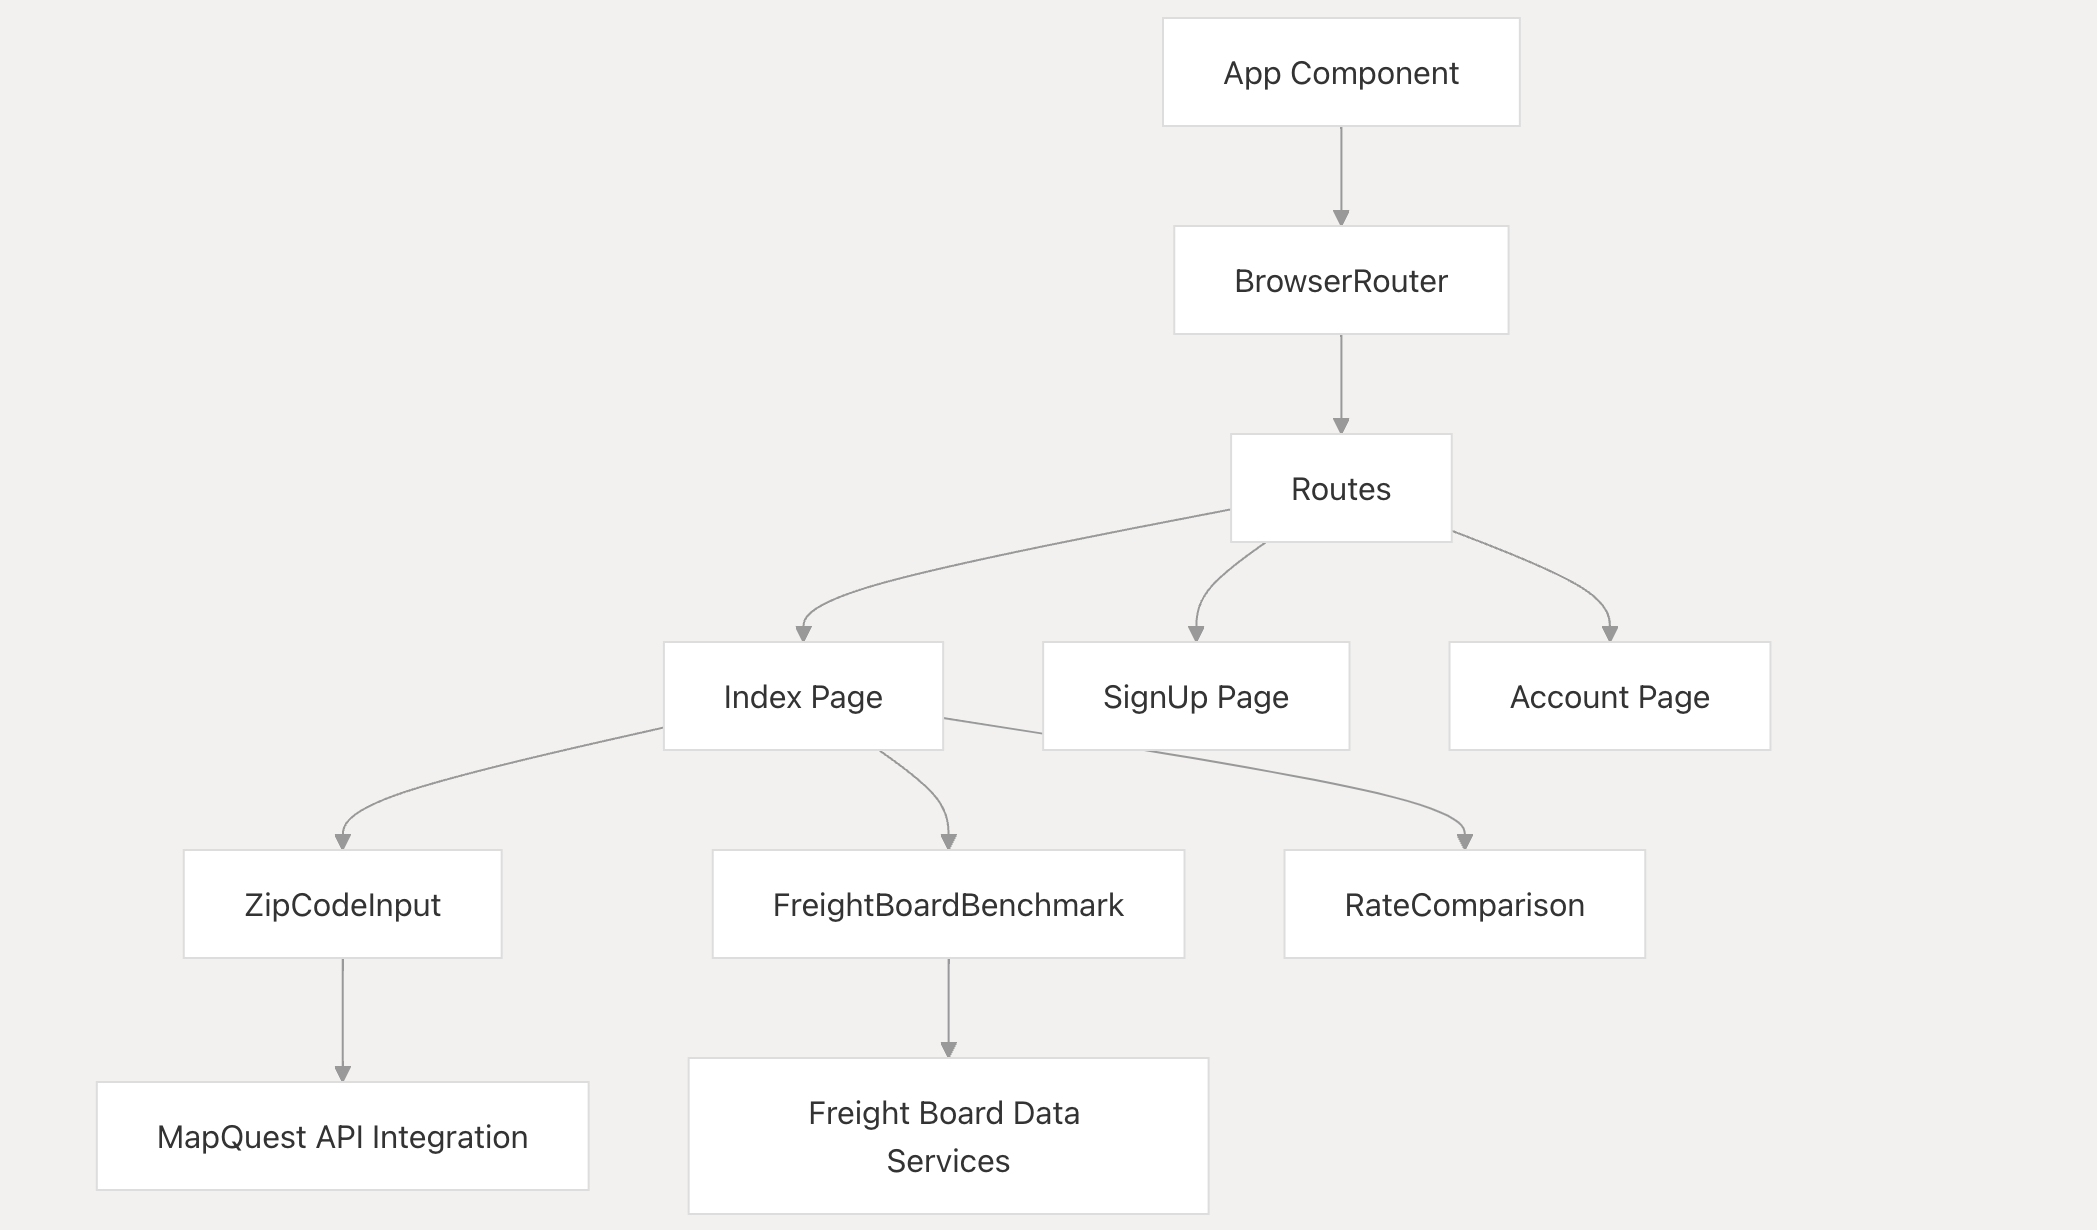 App Component
BrowserRouter
Routes
Index Page
SignUp Page
Account Page
ZipCodeInput
FreightBoardBenchmark
RateComparison
MapQuest API Integration
Freight Board Data
Services